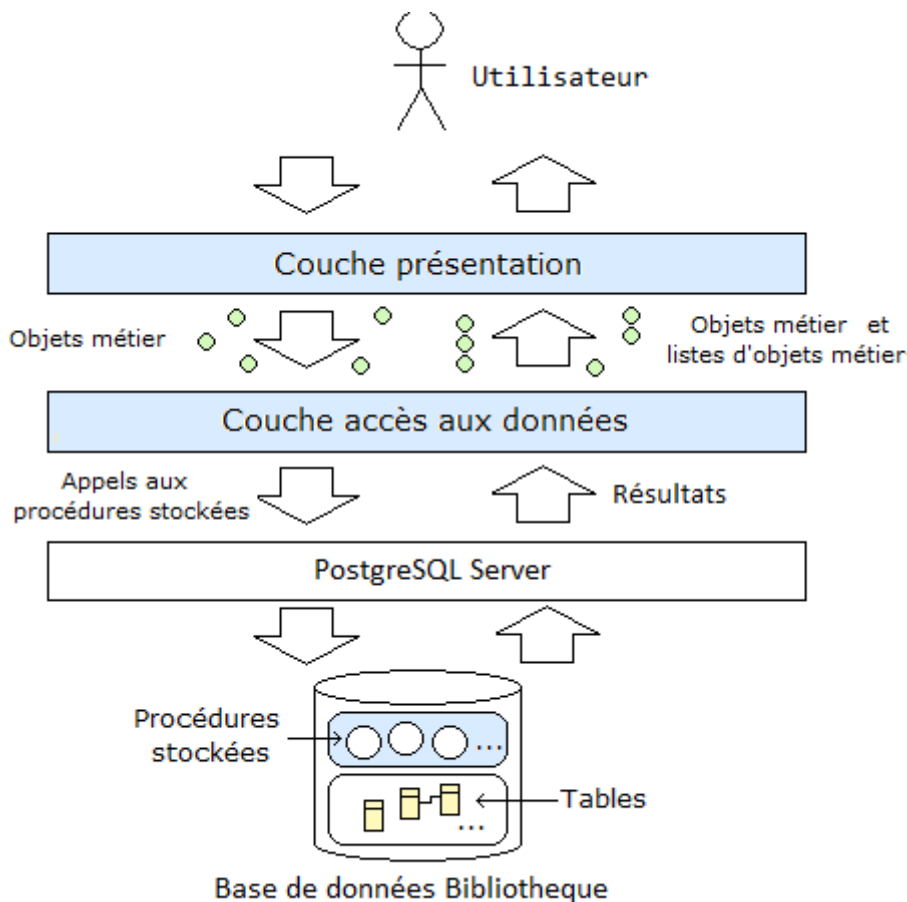 Utilisateur
Couche présentation
Objets métier
Objets métier et
listes d'objets métier
Couche accès aux données
Appels aux
procédures stockées
Résultats
PostgreSQL Server
Procédures
stockées
...
Tables
...
Base de données Bibliotheque